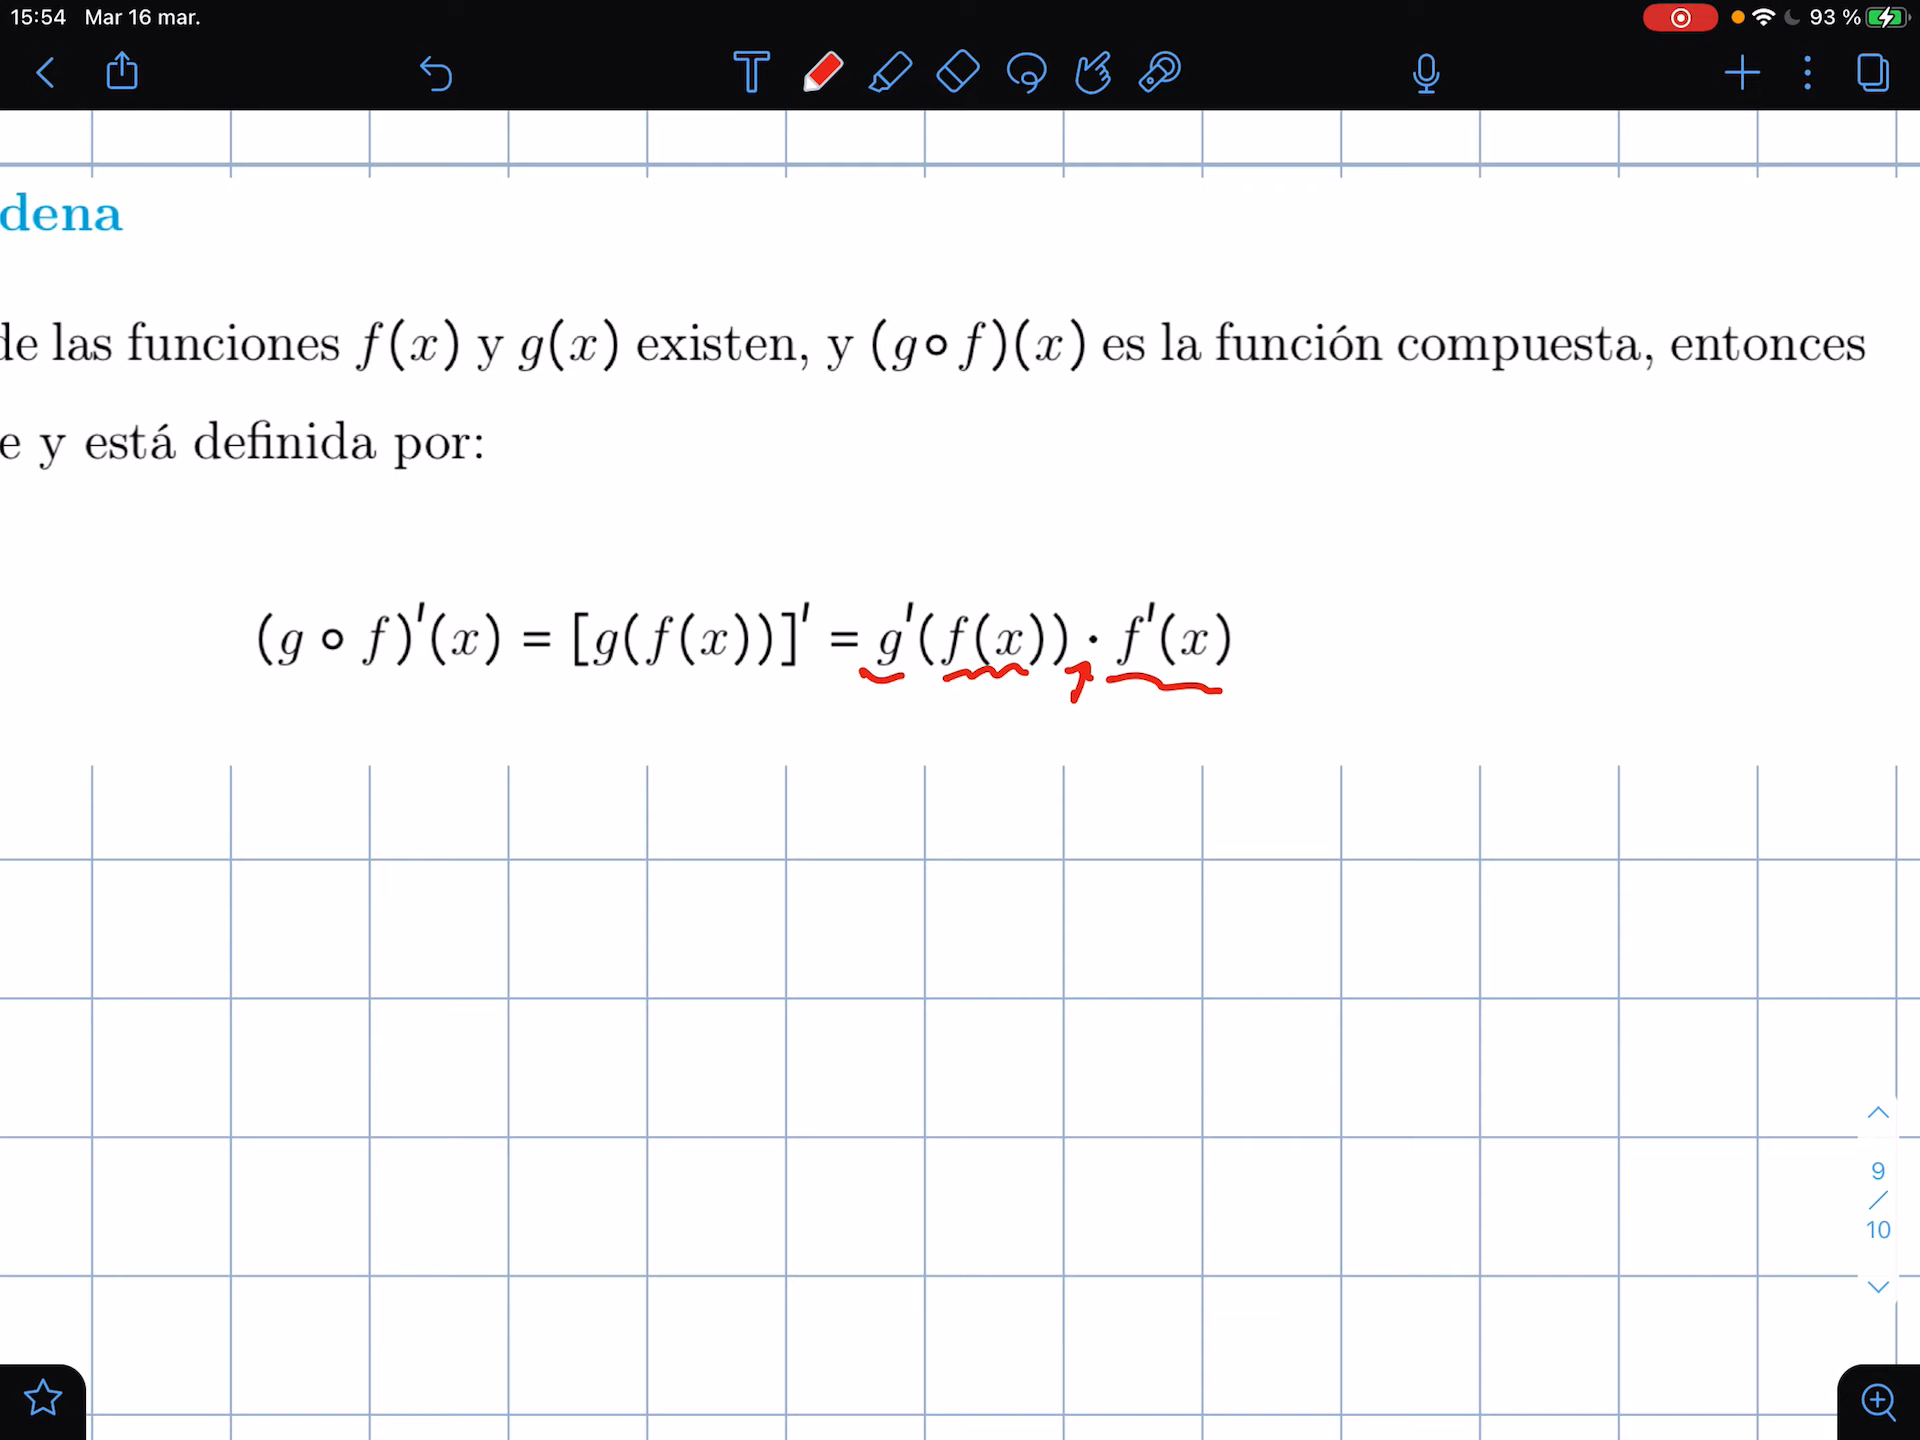 15:54 Mar 16 mar. 93 %
T
dena
de las funciones f(x) y g(x) existen, y (g∘f)(x) es la función compuesta, entonces
e y está definida por:
(g ∘ f)′(x) = [g(f(x))]′ = g′(f(x)) · f′(x)
9
/
10